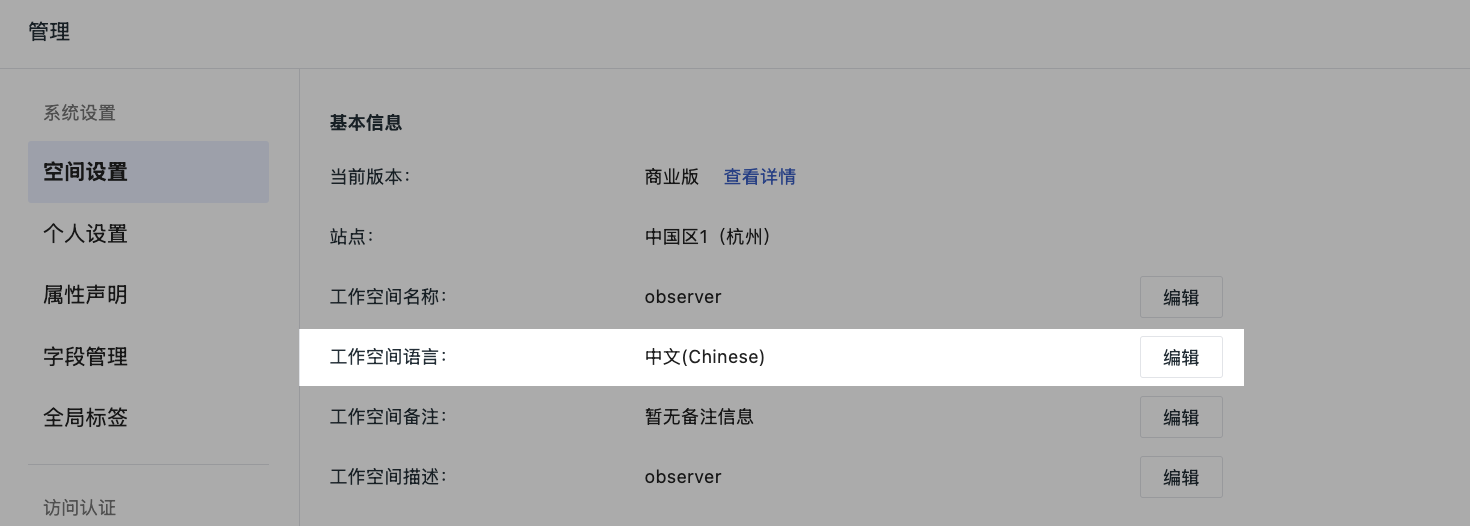 管理
系统设置
空间设置
个人设置
属性声明
字段管理
全局标签
访问认证
基本信息
当前版本： 商业版 查看详情
站点： 中国区1（杭州）
工作空间名称： observer 编辑
工作空间语言： 中文(Chinese) 编辑
工作空间备注： 暂无备注信息 编辑
工作空间描述： observer 编辑